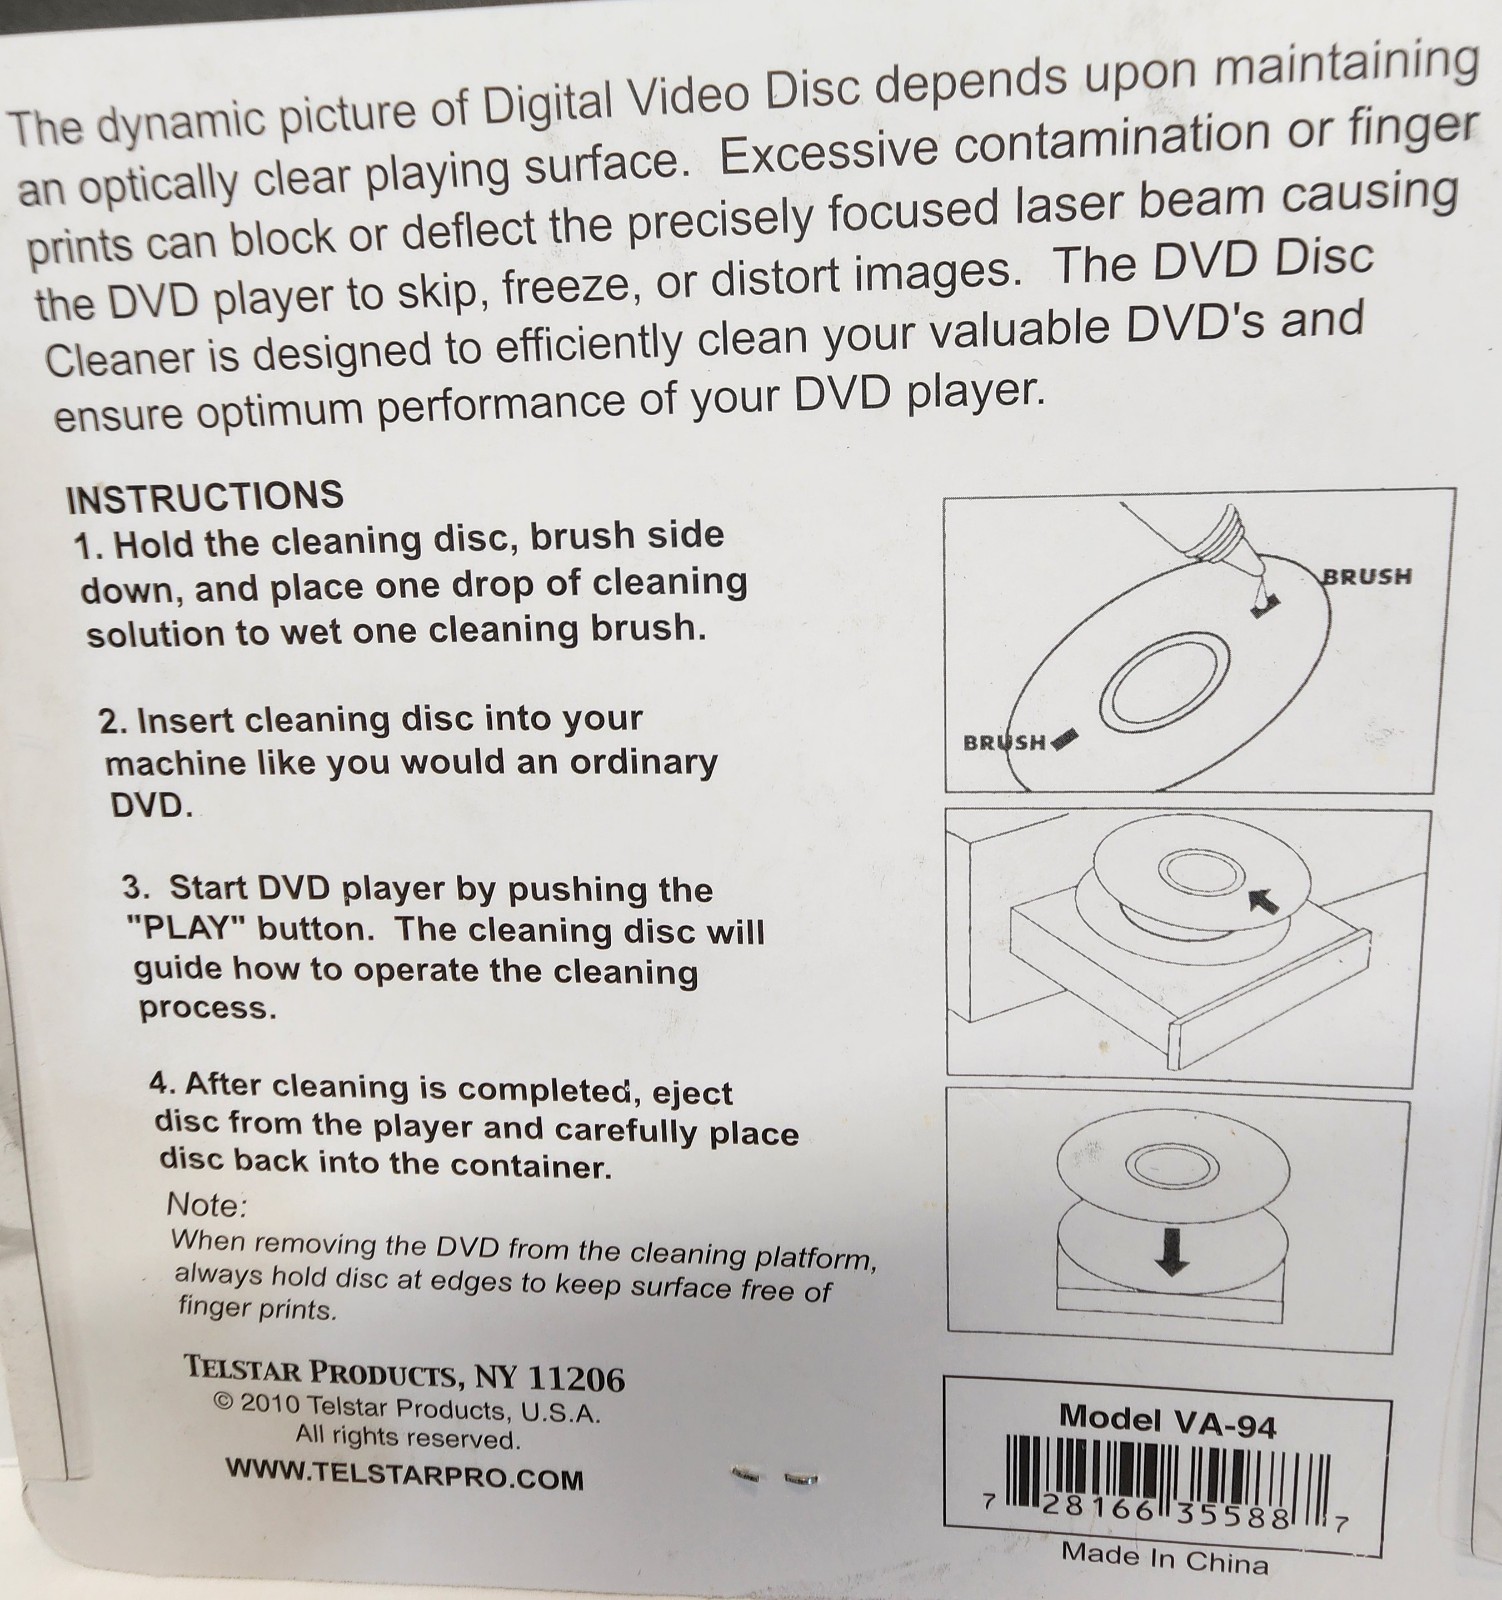 The dynamic picture of Digital Video Disc depends upon maintaining
an optically clear playing surface. Excessive contamination or finger
prints can block or deflect the precisely focused laser beam causing
the DVD player to skip, freeze, or distort images. The DVD Disc
Cleaner is designed to efficiently clean your valuable DVD's and
ensure optimum performance of your DVD player.
INSTRUCTIONS
1. Hold the cleaning disc, brush side
down, and place one drop of cleaning
solution to wet one cleaning brush.
2. Insert cleaning disc into your
machine like you would an ordinary
DVD.
3. Start DVD player by pushing the
"PLAY" button. The cleaning disc will
guide how to operate the cleaning
process.
4. After cleaning is completed, eject
disc from the player and carefully place
disc back into the container.
Note:
When removing the DVD from the cleaning platform,
always hold disc at edges to keep surface free of
finger prints.
TELSTAR PRODUCTS, NY 11206
© 2010 Telstar Products, U.S.A.
All rights reserved.
WWW.TELSTARPRO.COM
BRUSH
BRUSH
Model VA-94
7 28166 35588 7
Made In China